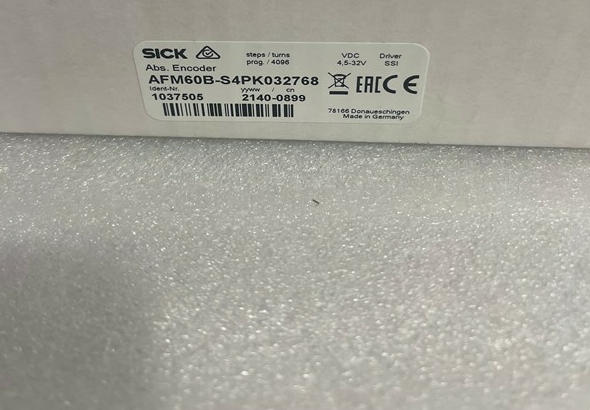 SICK
steps / turns
prog. / 4096
VDC
4,5-32V
Driver
SSI
Abs. Encoder
AFM60B-S4PK032768
Ident-Nr.
yyww / cn
1037505
2140-0899
EAC CE
78166 Donaueschingen
Made in Germany